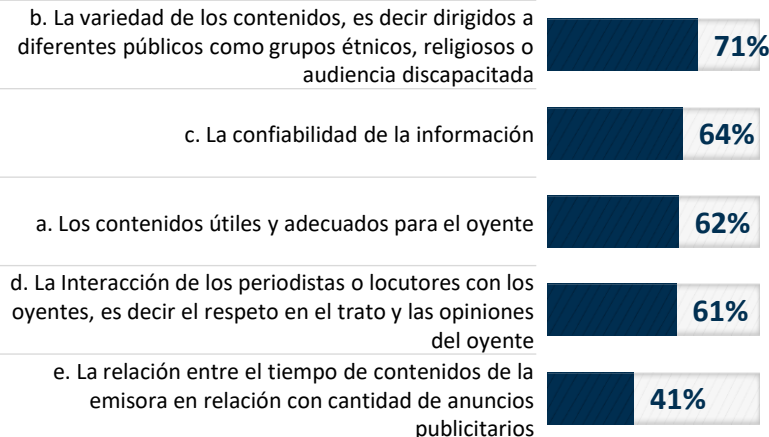 b. La variedad de los contenidos, es decir dirigidos a
diferentes públicos como grupos étnicos, religiosos o
audiencia discapacitada
71%
c. La confiabilidad de la información
64%
a. Los contenidos útiles y adecuados para el oyente
62%
d. La Interacción de los periodistas o locutores con los
oyentes, es decir el respeto en el trato y las opiniones
del oyente
61%
e. La relación entre el tiempo de contenidos de la
emisora en relación con cantidad de anuncios
publicitarios
41%